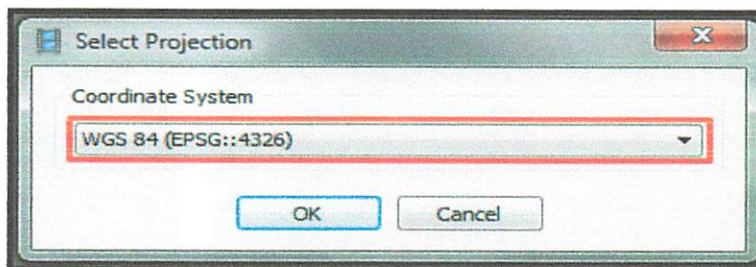 Select Projection
Coordinate System
WGS 84 (EPSG::4326)
OK
Cancel